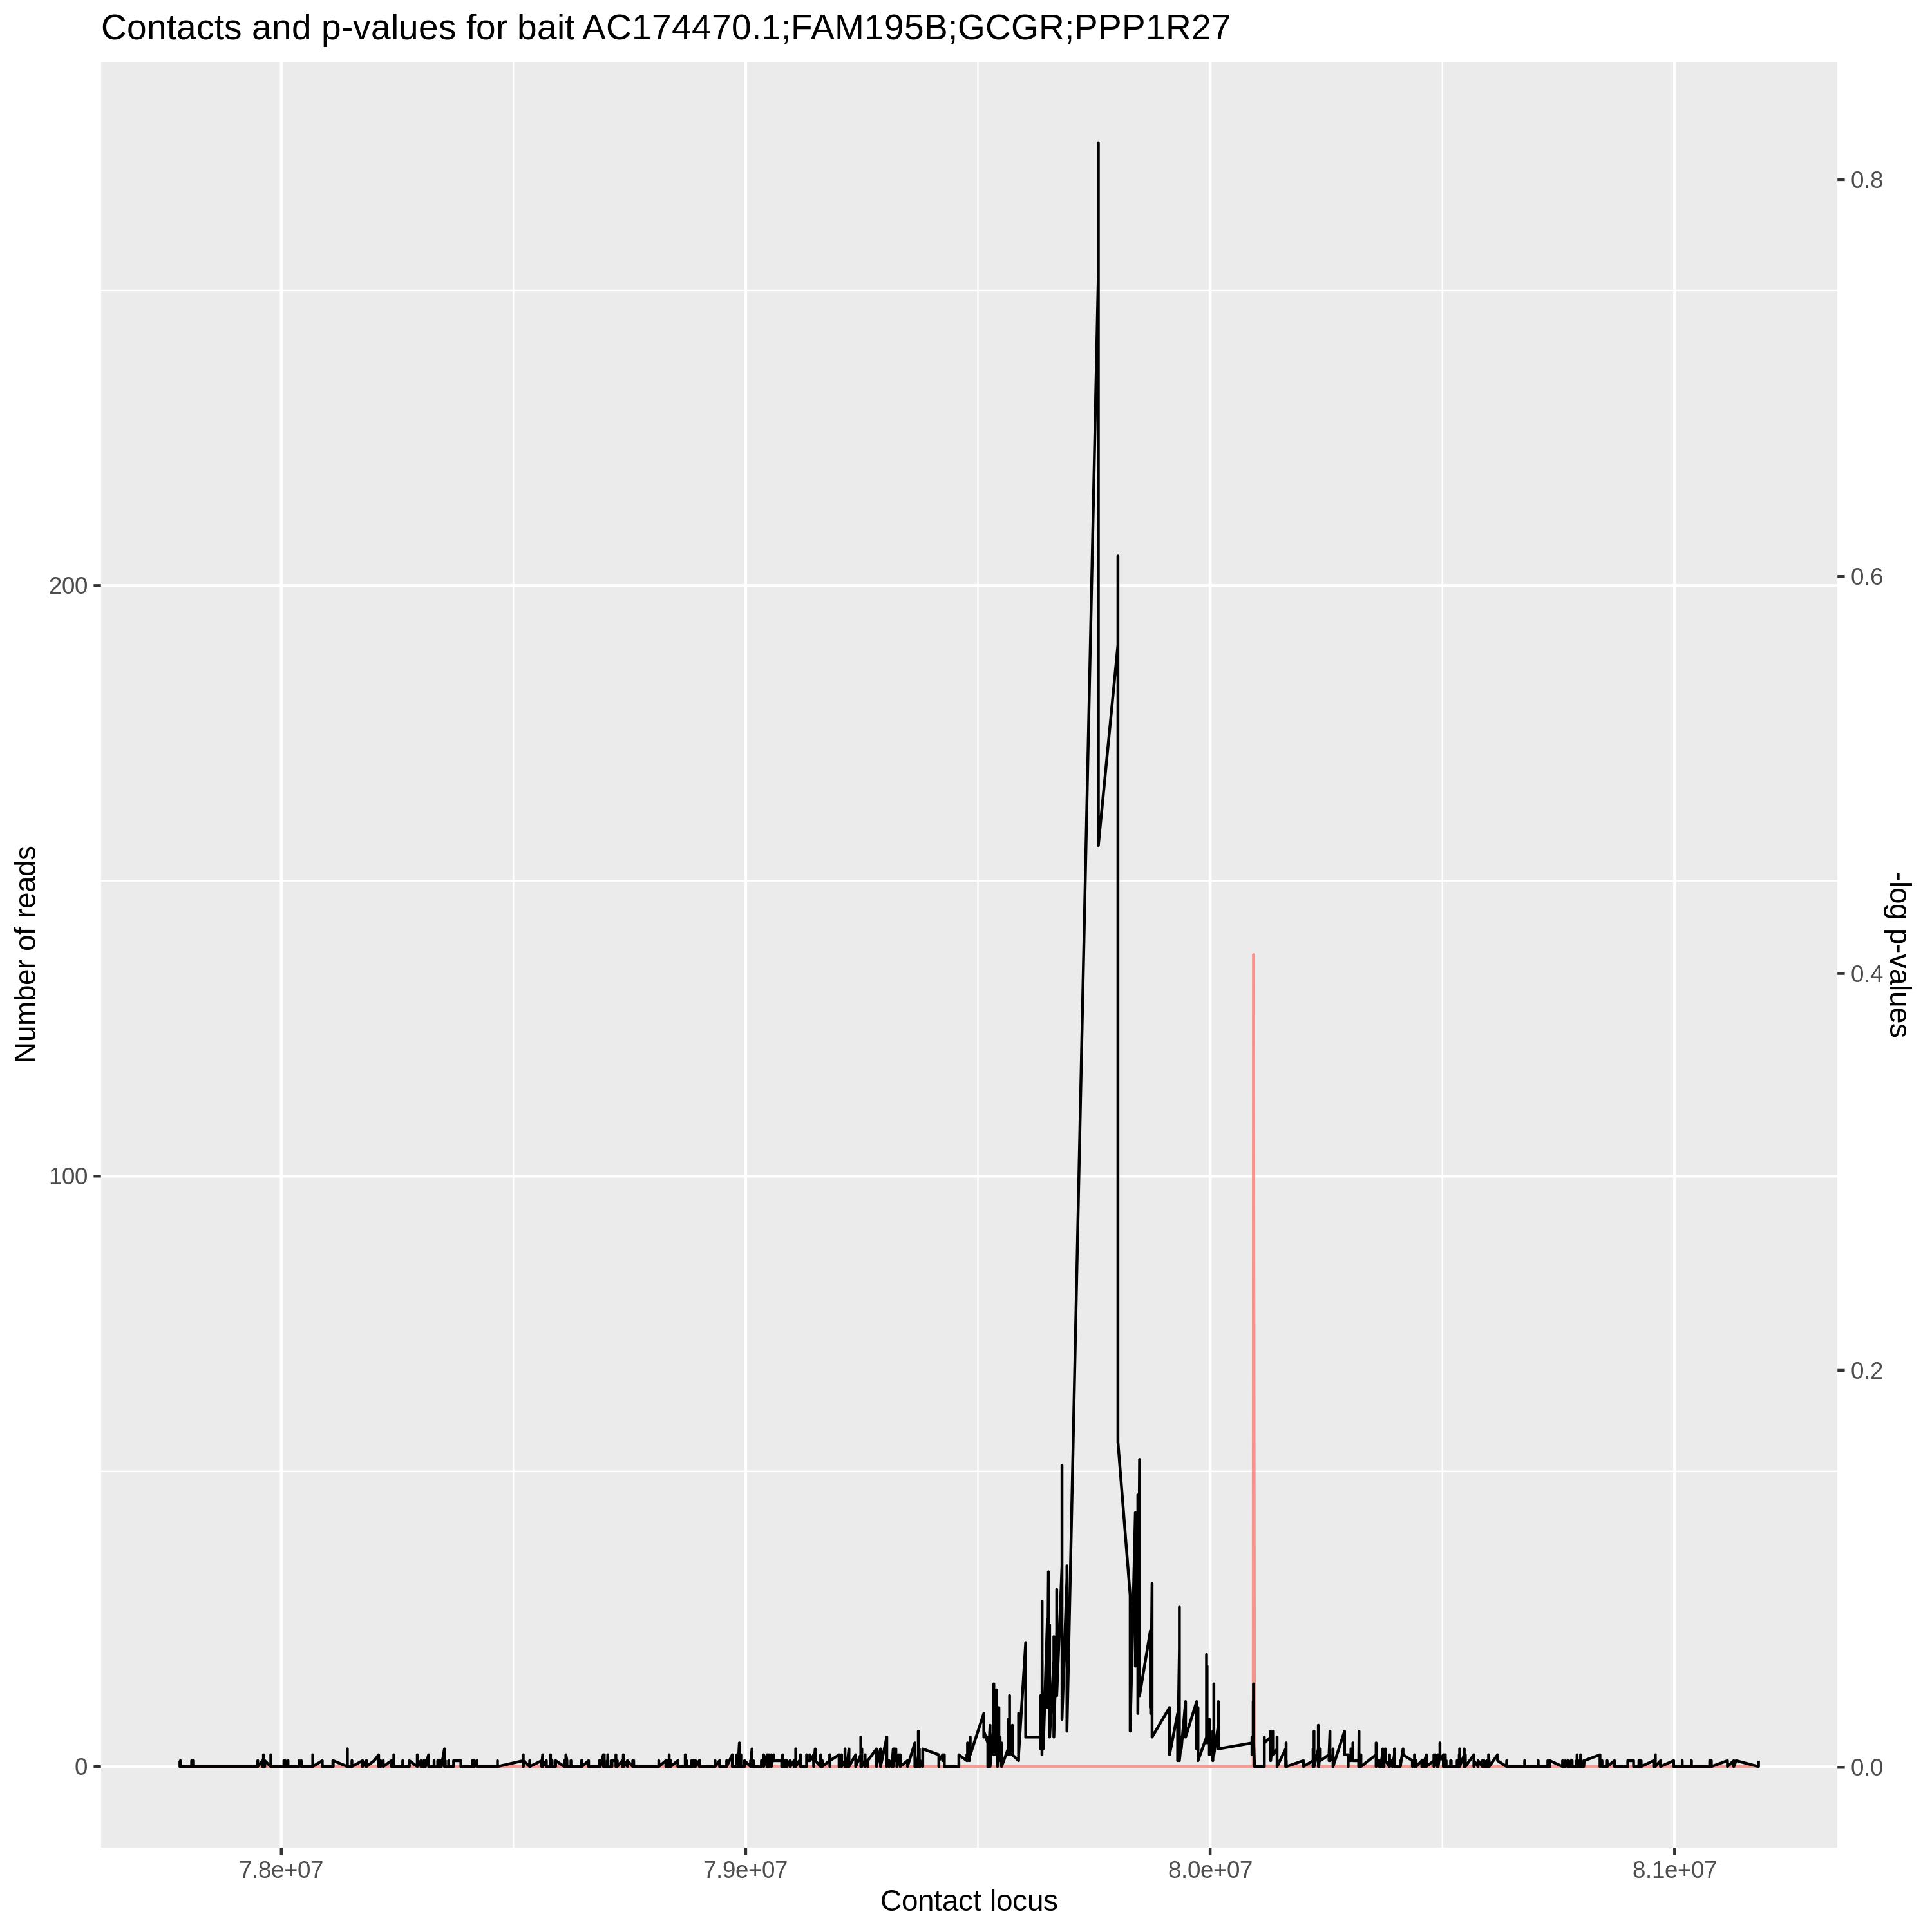 Contacts and p-values for bait AC174470.1;FAM195B;GCGR;PPP1R27
200
100
0
Number of reads
0.8
0.6
0.4
0.2
0.0
-log p-values
7.8e+07 7.9e+07 8.0e+07 8.1e+07
Contact locus